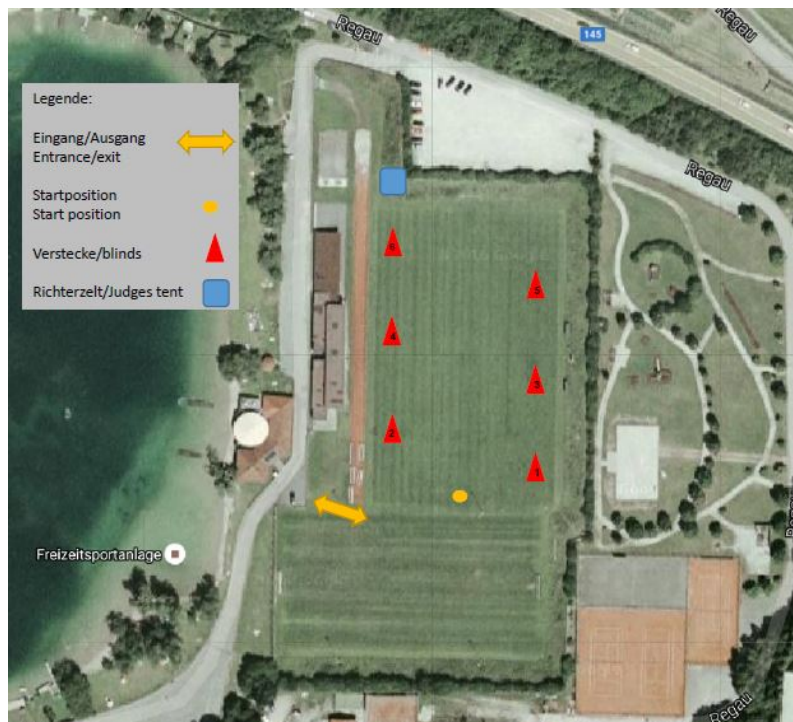 Regau
145
Regau
Legende:
Eingang/Ausgang
Entrance/exit
Startposition
Start position
Verstecke/blinds
Richterzelt/Judges tent
Regau
6
5
4
3
2
1
Freizeitsportanlage